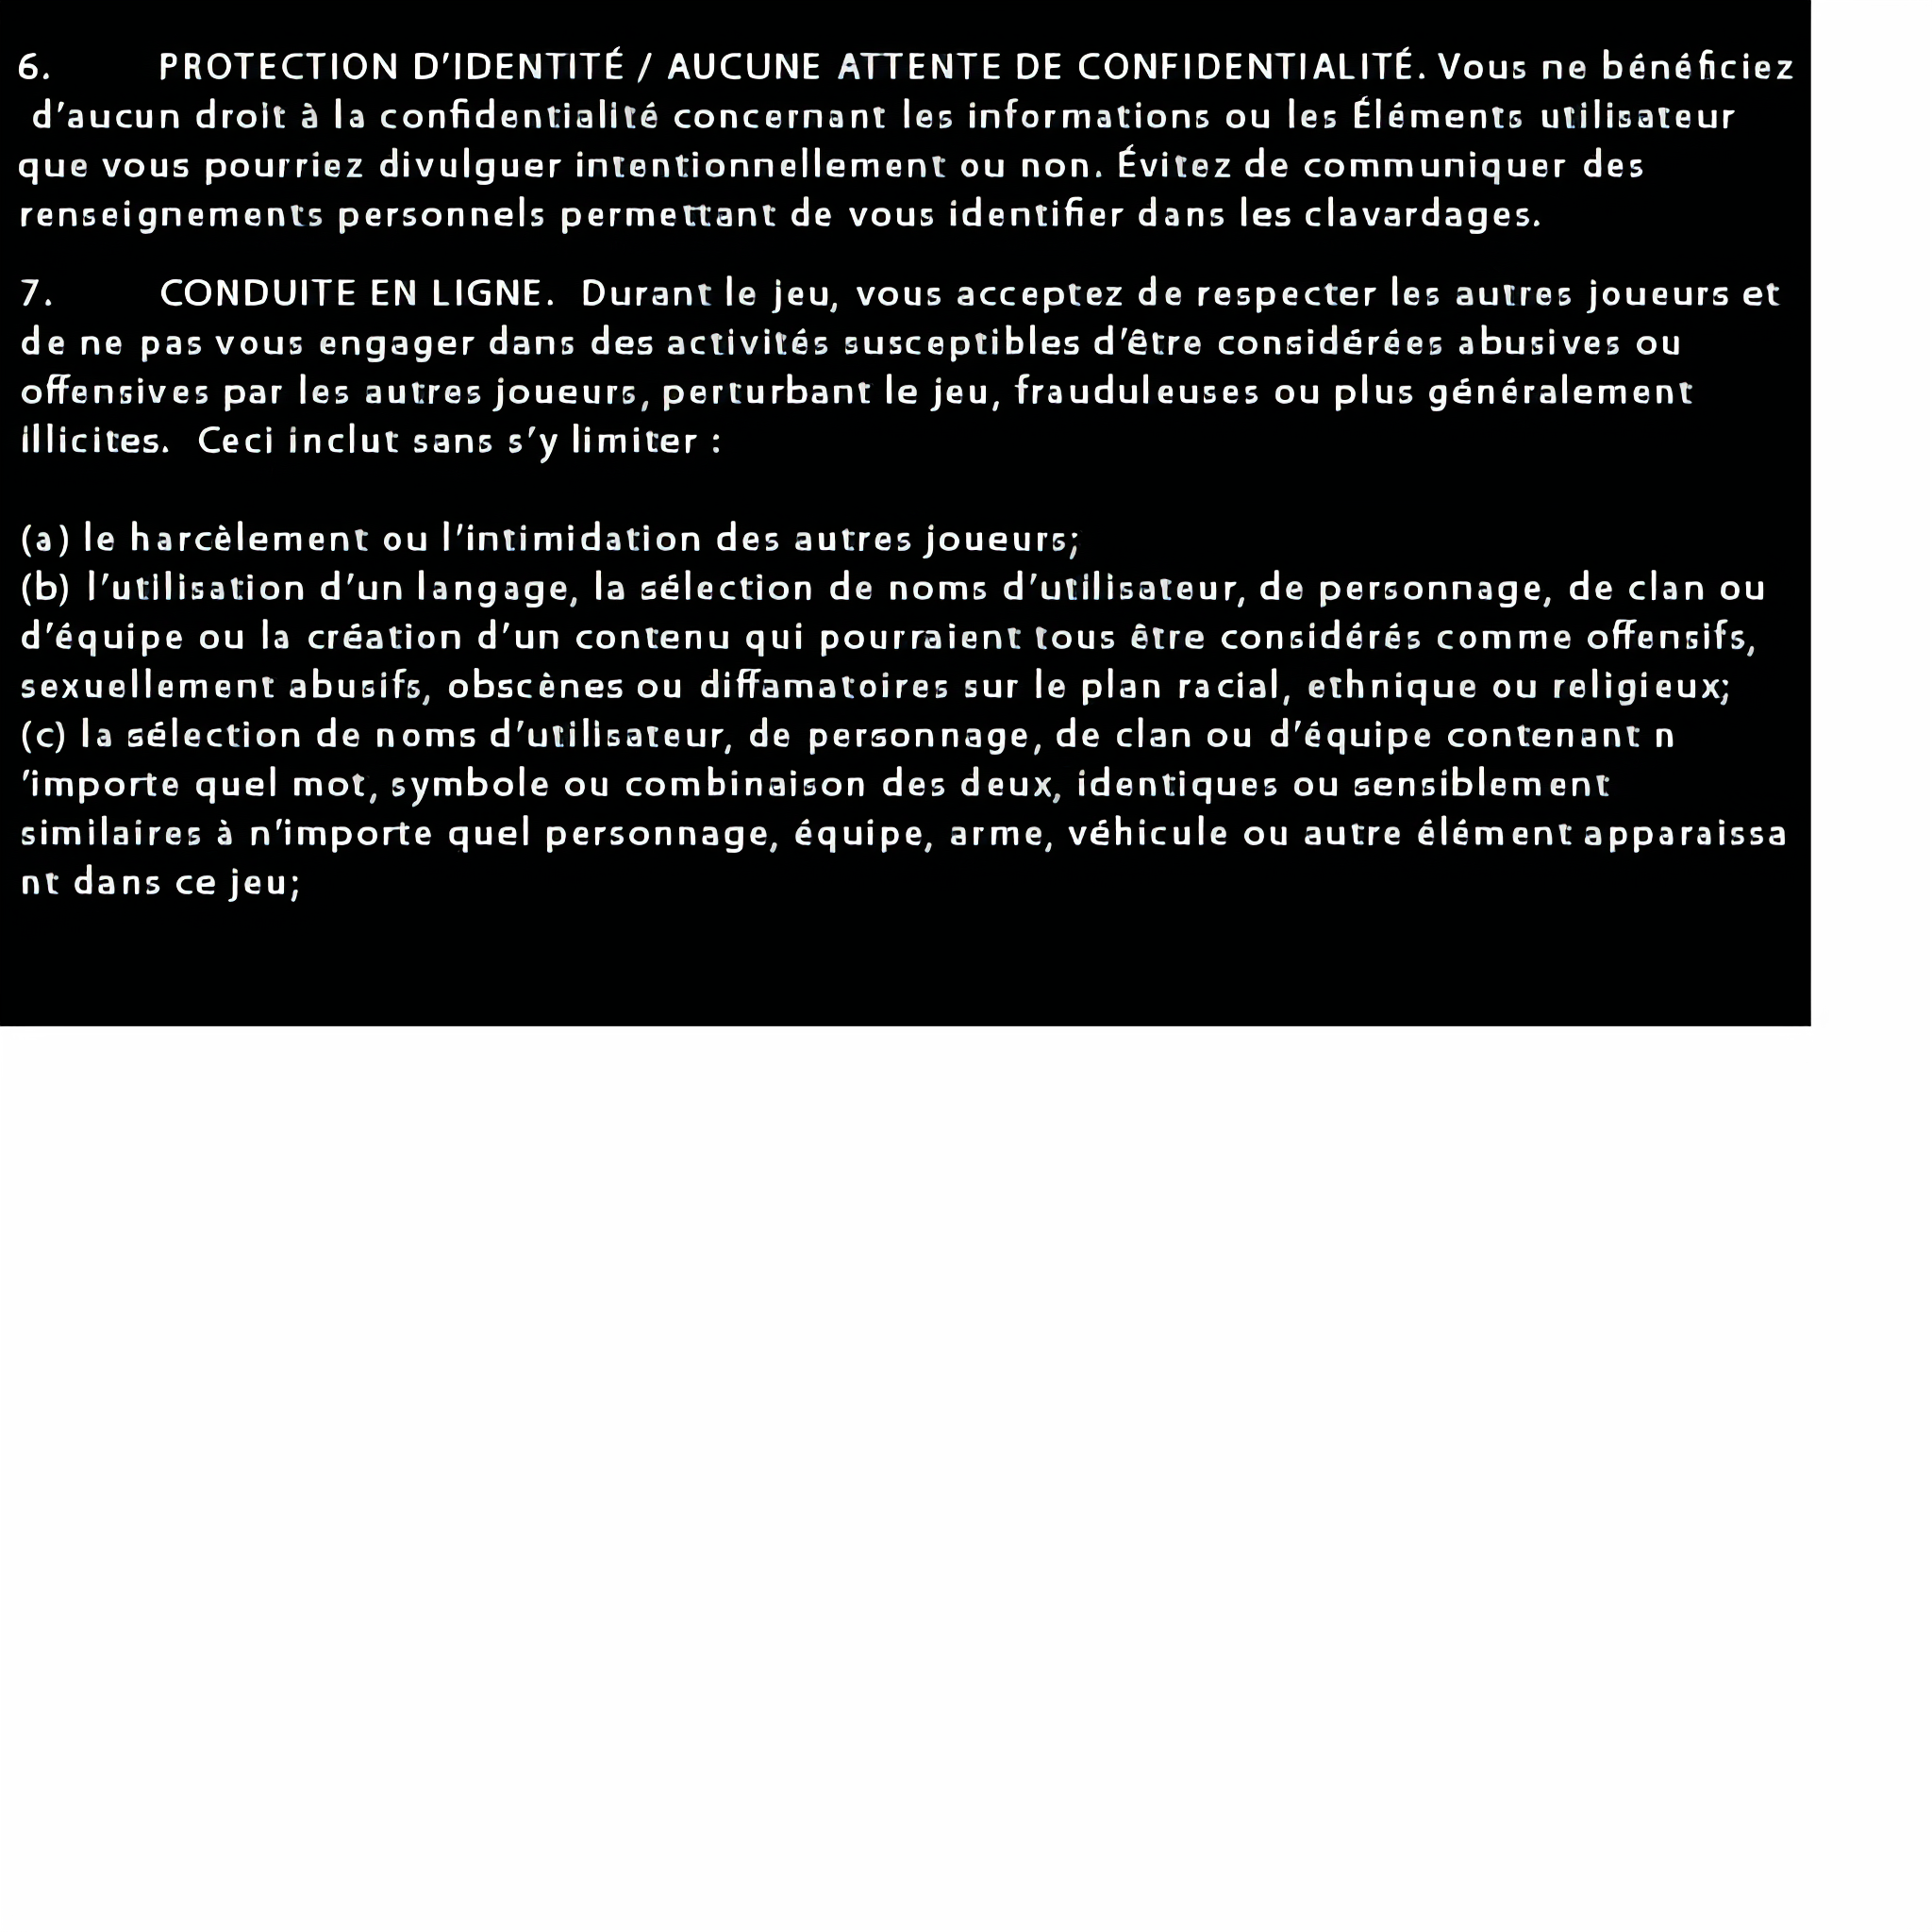 6. PROTECTION D'IDENTITÉ / AUCUNE ATTENTE DE CONFIDENTIALITÉ. Vous ne bénéficiez
d'aucun droit à la confidentialité concernant les informations ou les Éléments utilisateur
que vous pourriez divulguer intentionnellement ou non. Évitez de communiquer des
renseignements personnels permettant de vous identifier dans les clavardages.
7. CONDUITE EN LIGNE. Durant le jeu, vous acceptez de respecter les autres joueurs et
de ne pas vous engager dans des activités susceptibles d'être considérées abusives ou
offensives par les autres joueurs, perturbant le jeu, frauduleuses ou plus généralement
illicites. Ceci inclut sans s'y limiter :
(a) le harcèlement ou l'intimidation des autres joueurs;
(b) l'utilisation d'un langage, la sélection de noms d'utilisateur, de personnage, de clan ou
d'équipe ou la création d'un contenu qui pourraient tous être considérés comme offensifs,
sexuellement abusifs, obscènes ou diffamatoires sur le plan racial, ethnique ou religieux;
(c) la sélection de noms d'utilisateur, de personnage, de clan ou d'équipe contenant n
'importe quel mot, symbole ou combinaison des deux, identiques ou sensiblement
similaires à n'importe quel personnage, équipe, arme, véhicule ou autre élément apparaissa
nt dans ce jeu;